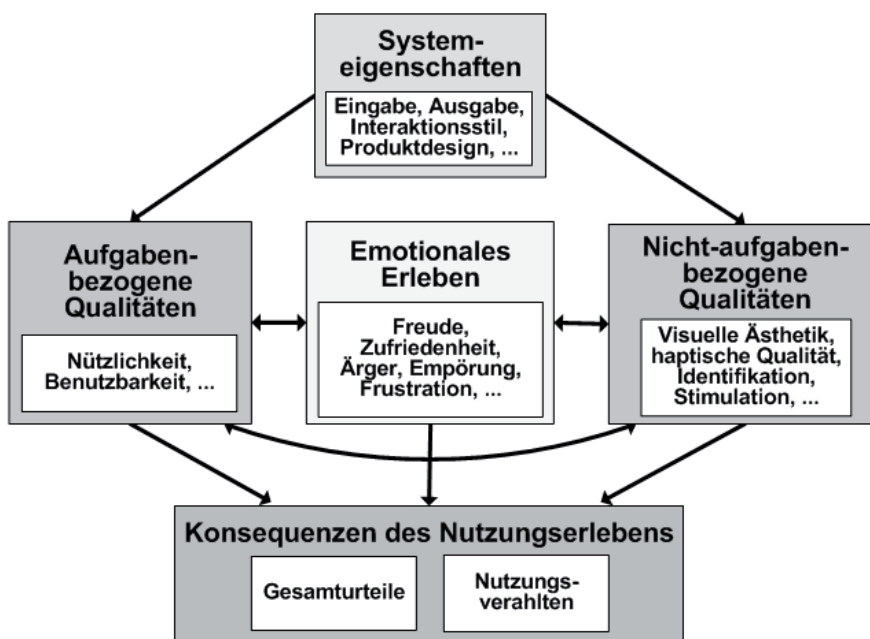 System-
eigenschaften
Eingabe, Ausgabe,
Interaktionsstil,
Produktdesign, ...
Aufgaben-
bezogene
Qualitäten
Nützlichkeit,
Benutzbarkeit, ...
Emotionales
Erleben
Freude,
Zufriedenheit,
Ärger, Empörung,
Frustration, ...
Nicht-aufgaben-
bezogene
Qualitäten
Visuelle Ästhetik,
haptische Qualität,
Identifikation,
Stimulation, ...
Konsequenzen des Nutzungserlebens
Gesamturteile
Nutzungs-
verahlten